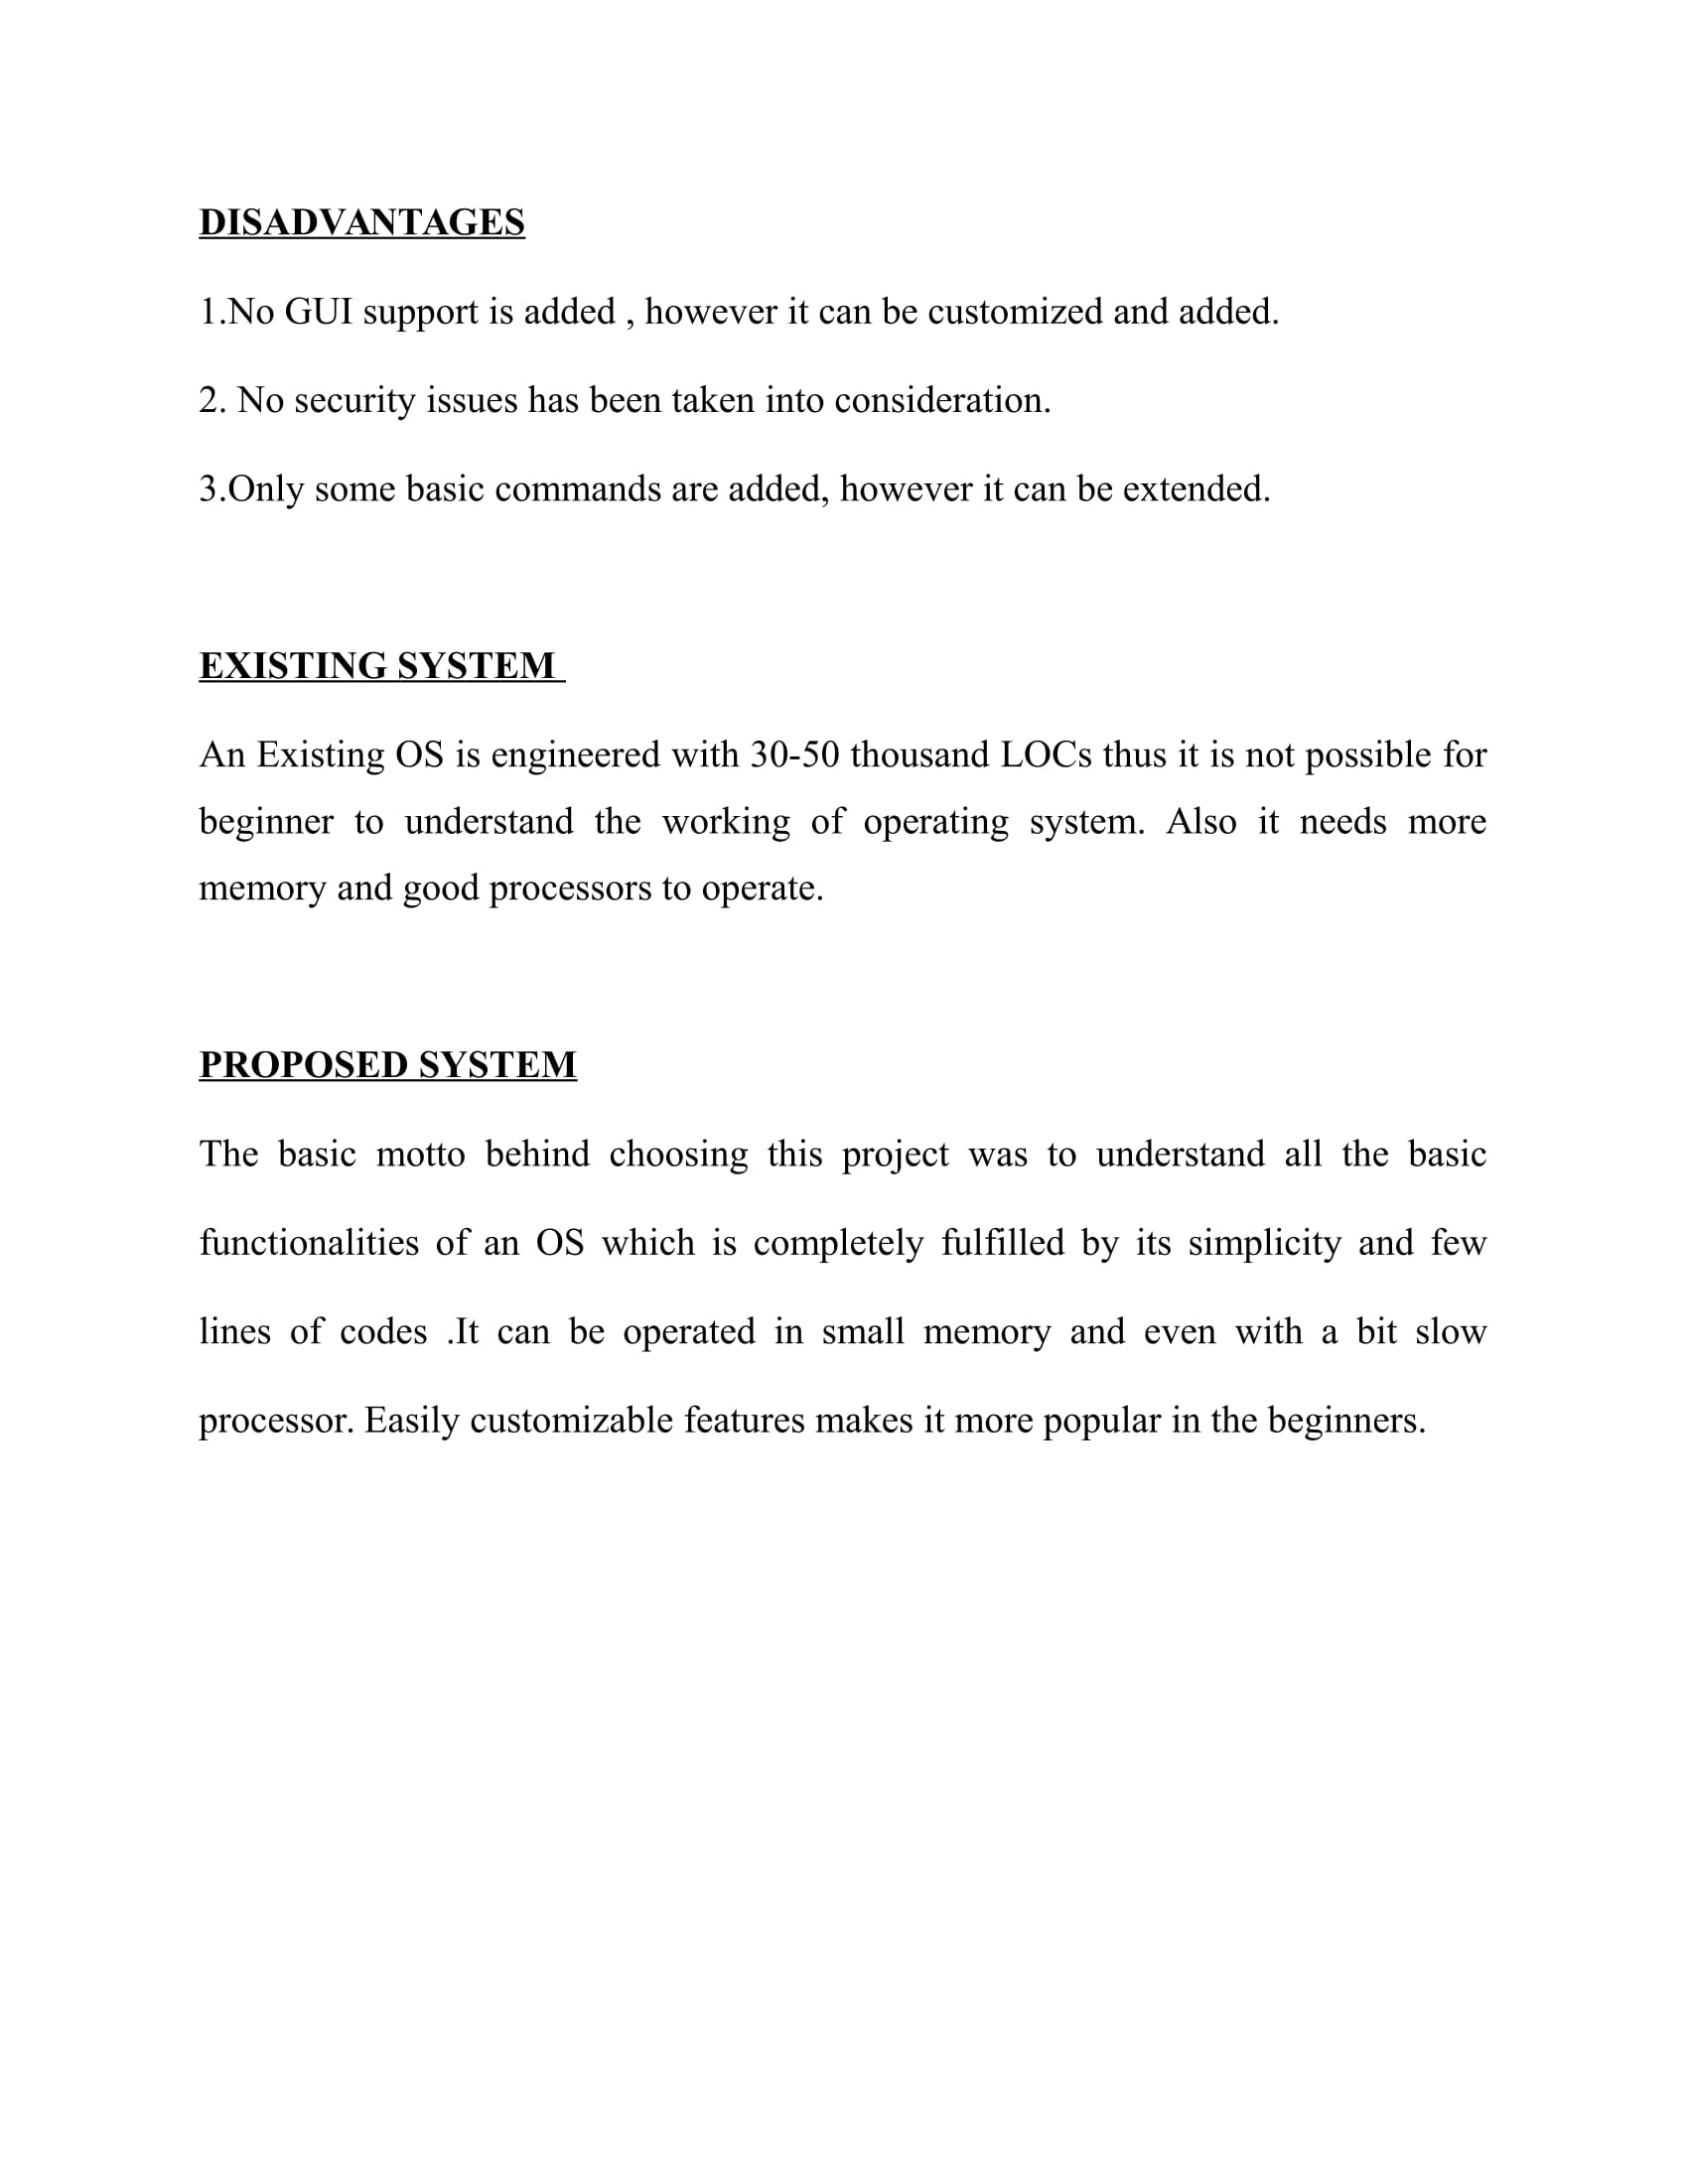 DISADVANTAGES
1.No GUI support is added , however it can be customized and added.
2. No security issues has been taken into consideration.
3.Only some basic commands are added, however it can be extended.
EXISTING SYSTEM
An Existing OS is engineered with 30-50 thousand LOCs thus it is not possible for
beginner to understand the working of operating system. Also it needs more
memory and good processors to operate.
PROPOSED SYSTEM
The basic motto behind choosing this project was to understand all the basic
functionalities of an OS which is completely fulfilled by its simplicity and few
lines of codes .It can be operated in small memory and even with a bit slow
processor. Easily customizable features makes it more popular in the beginners.